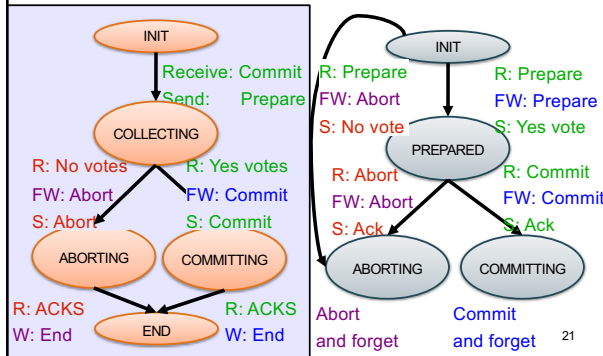 INIT
Receive: Commit
Send: Prepare
COLLECTING
R: No votes
FW: Abort
S: Abort
R: Yes votes
FW: Commit
S: Commit
ABORTING
COMMITTING
R: ACKS
W: End
R: ACKS
W: End
END
INIT
R: Prepare
FW: Abort
S: No vote
R: Prepare
FW: Prepare
S: Yes vote
PREPARED
R: Abort
FW: Abort
S: Ack
R: Commit
FW: Commit
S: Ack
ABORTING
COMMITTING
Abort
and forget
Commit
and forget
21